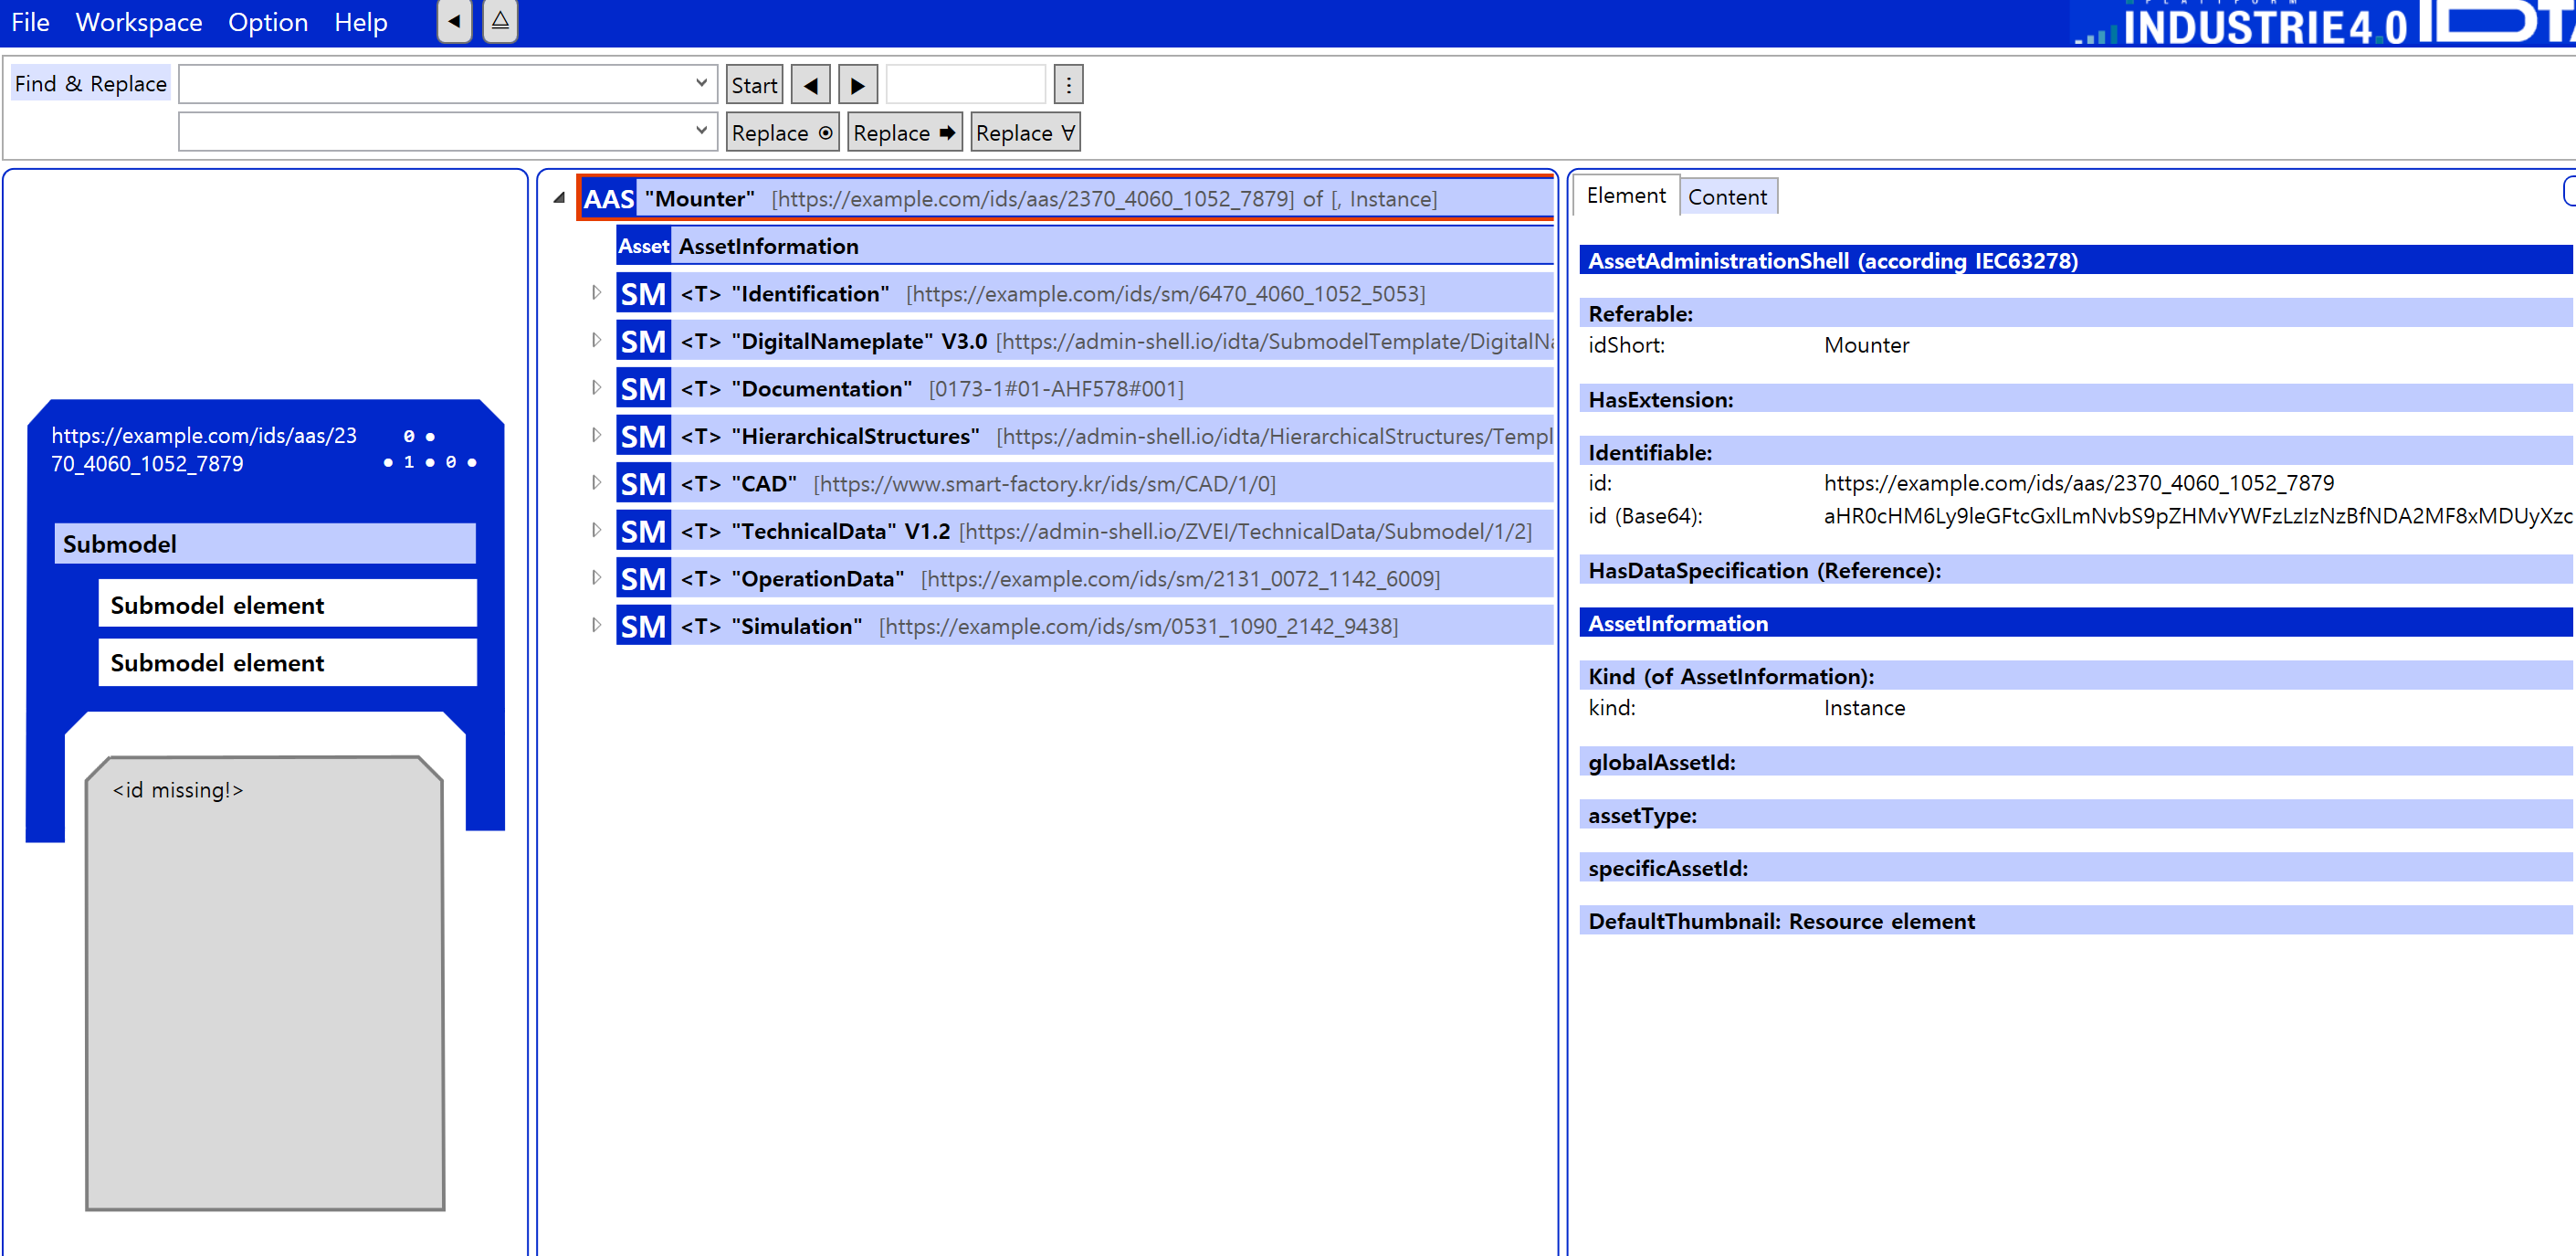 File Workspace Option Help
PLATFORM
INDUSTRIE4.0
Find & Replace Start
Replace Replace Replace ∀
https://example.com/ids/aas/23
70_4060_1052_7879
0
1 0
Submodel
Submodel element
Submodel element
<id missing!>
AAS "Mounter" [https://example.com/ids/aas/2370_4060_1052_7879] of [, Instance]
Asset AssetInformation
SM <T> "Identification" [https://example.com/ids/sm/6470_4060_1052_5053]
SM <T> "DigitalNameplate" V3.0 [https://admin-shell.io/idta/SubmodelTemplate/DigitalNa
SM <T> "Documentation" [0173-1#01-AHF578#001]
SM <T> "HierarchicalStructures" [https://admin-shell.io/idta/HierarchicalStructures/Templ
SM <T> "CAD" [https://www.smart-factory.kr/ids/sm/CAD/1/0]
SM <T> "TechnicalData" V1.2 [https://admin-shell.io/ZVEI/TechnicalData/Submodel/1/2]
SM <T> "OperationData" [https://example.com/ids/sm/2131_0072_1142_6009]
SM <T> "Simulation" [https://example.com/ids/sm/0531_1090_2142_9438]
Element Content
AssetAdministrationShell (according IEC63278)
Referable:
idShort: Mounter
HasExtension:
Identifiable:
id: https://example.com/ids/aas/2370_4060_1052_7879
id (Base64):
HasDataSpecification (Reference):
AssetInformation
Kind (of AssetInformation):
kind: Instance
globalAssetId:
assetType:
specificAssetId:
DefaultThumbnail: Resource element